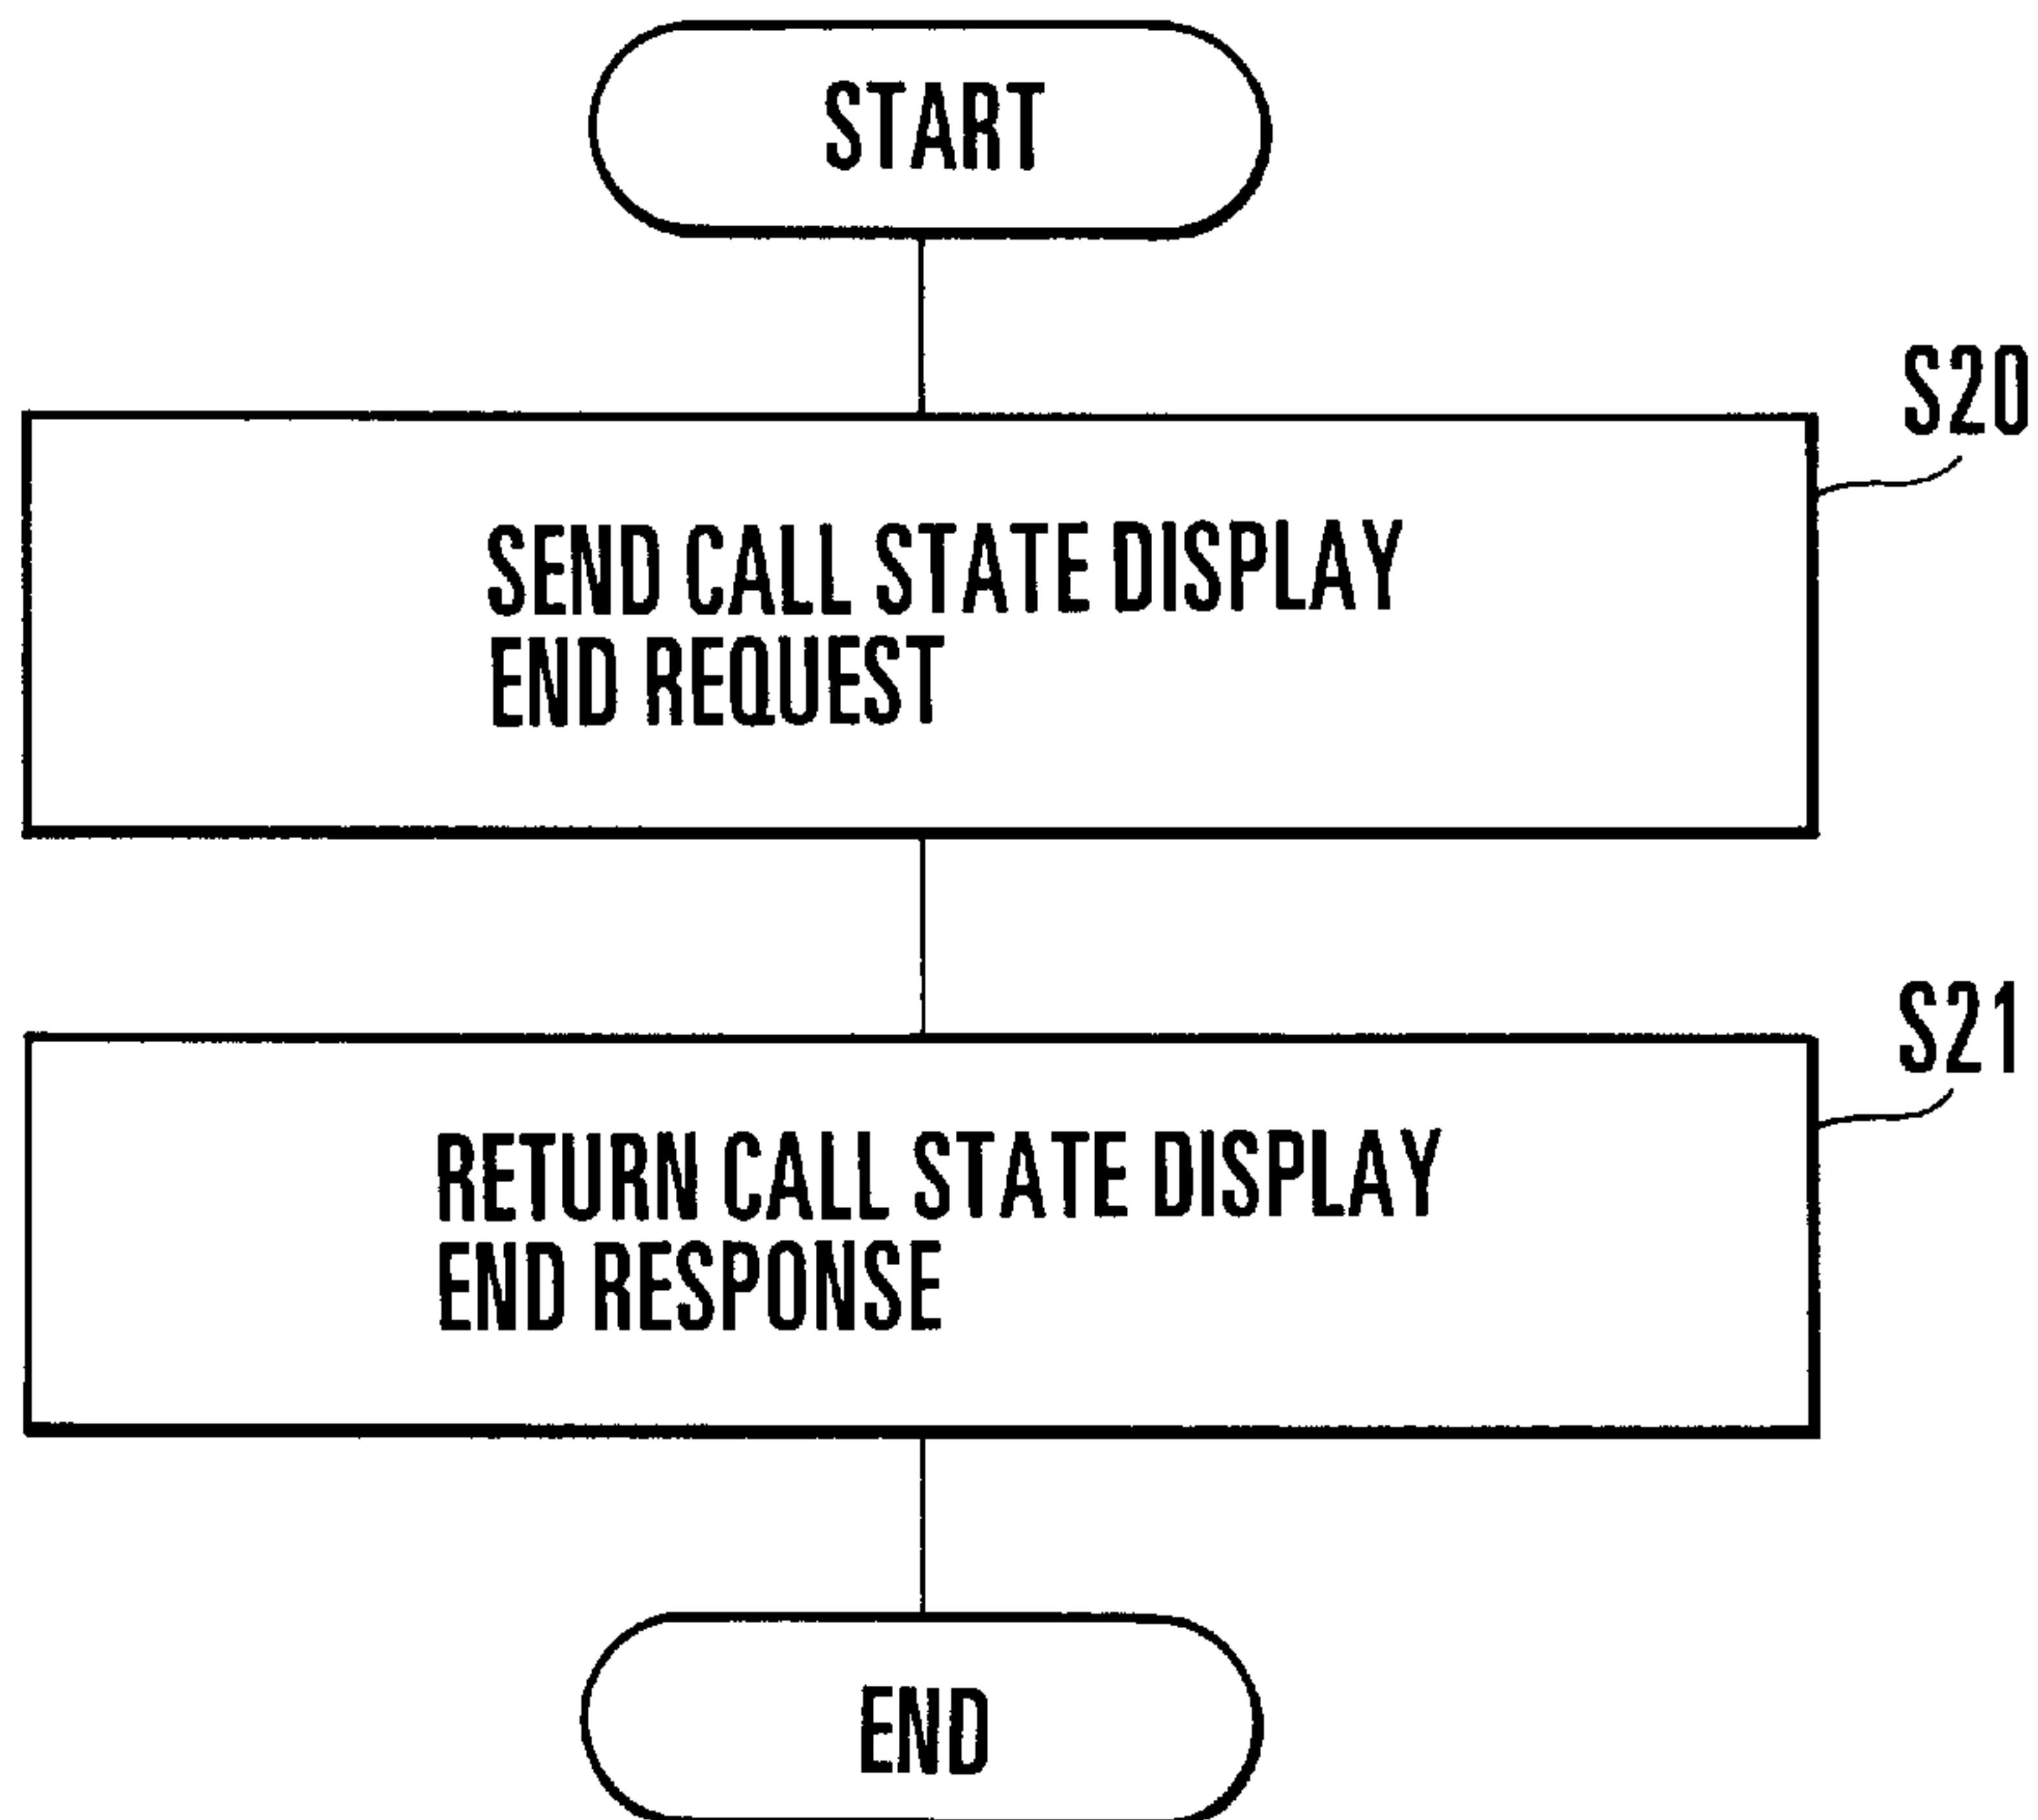 START
S20
SEND CALL STATE DISPLAY
END REQUEST
S21
RETURN CALL STATE DISPLAY
END RESPONSE
END